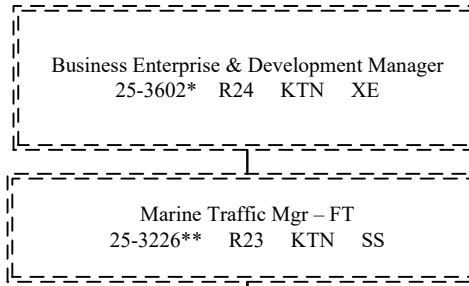 Business Enterprise & Development Manager
25-3602* R24 KTN XE
Marine Traffic Mgr – FT
25-3226** R23 KTN SS